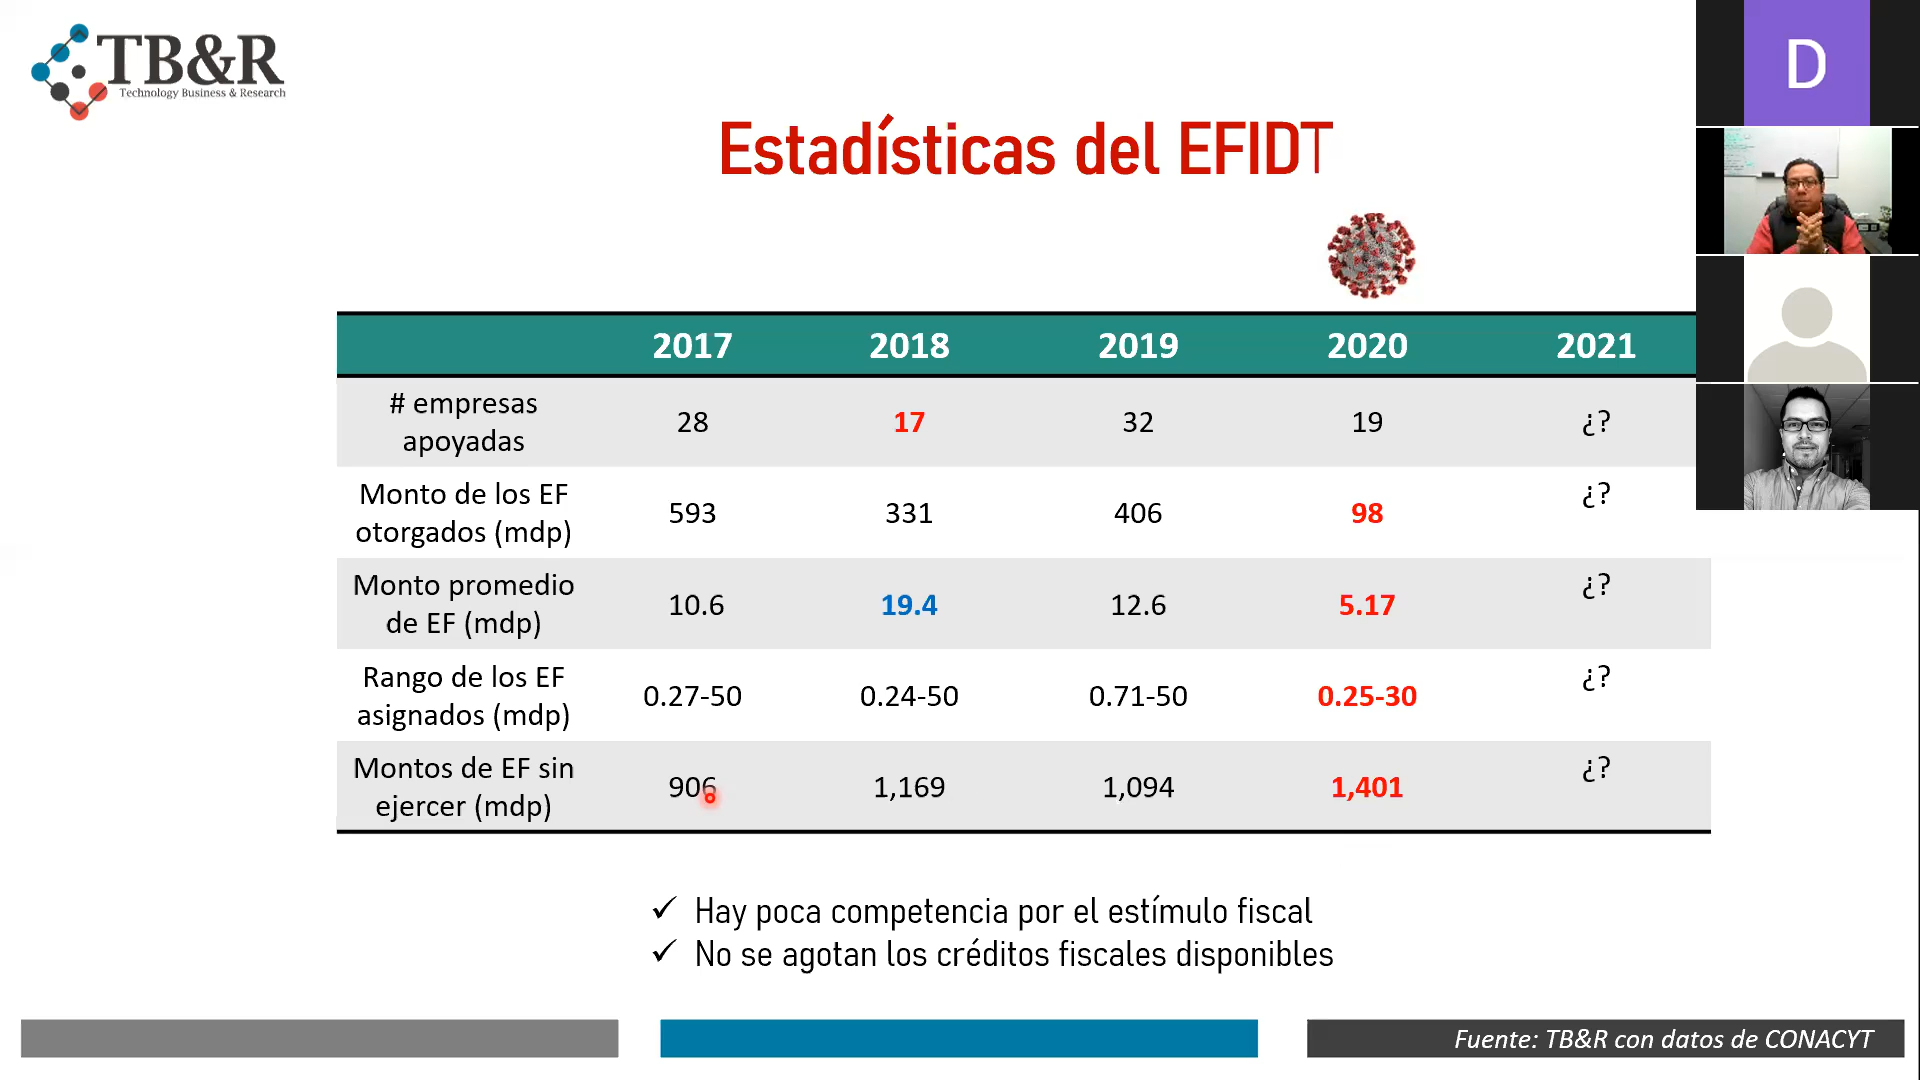 TB&R
Technology Business & Research
D
Estadísticas del EFIDT
2017 2018 2019 2020 2021
# empresas
apoyadas
28 17 32 19 ¿?
Monto de los EF
otorgados (mdp)
593 331 406 98 ¿?
Monto promedio
de EF (mdp)
10.6 19.4 12.6 5.17 ¿?
Rango de los EF
asignados (mdp)
0.27-50 0.24-50 0.71-50 0.25-30 ¿?
Montos de EF sin
ejercer (mdp)
906 1,169 1,094 1,401 ¿?
✓ Hay poca competencia por el estímulo fiscal
✓ No se agotan los créditos fiscales disponibles
Fuente: TB&R con datos de CONACYT